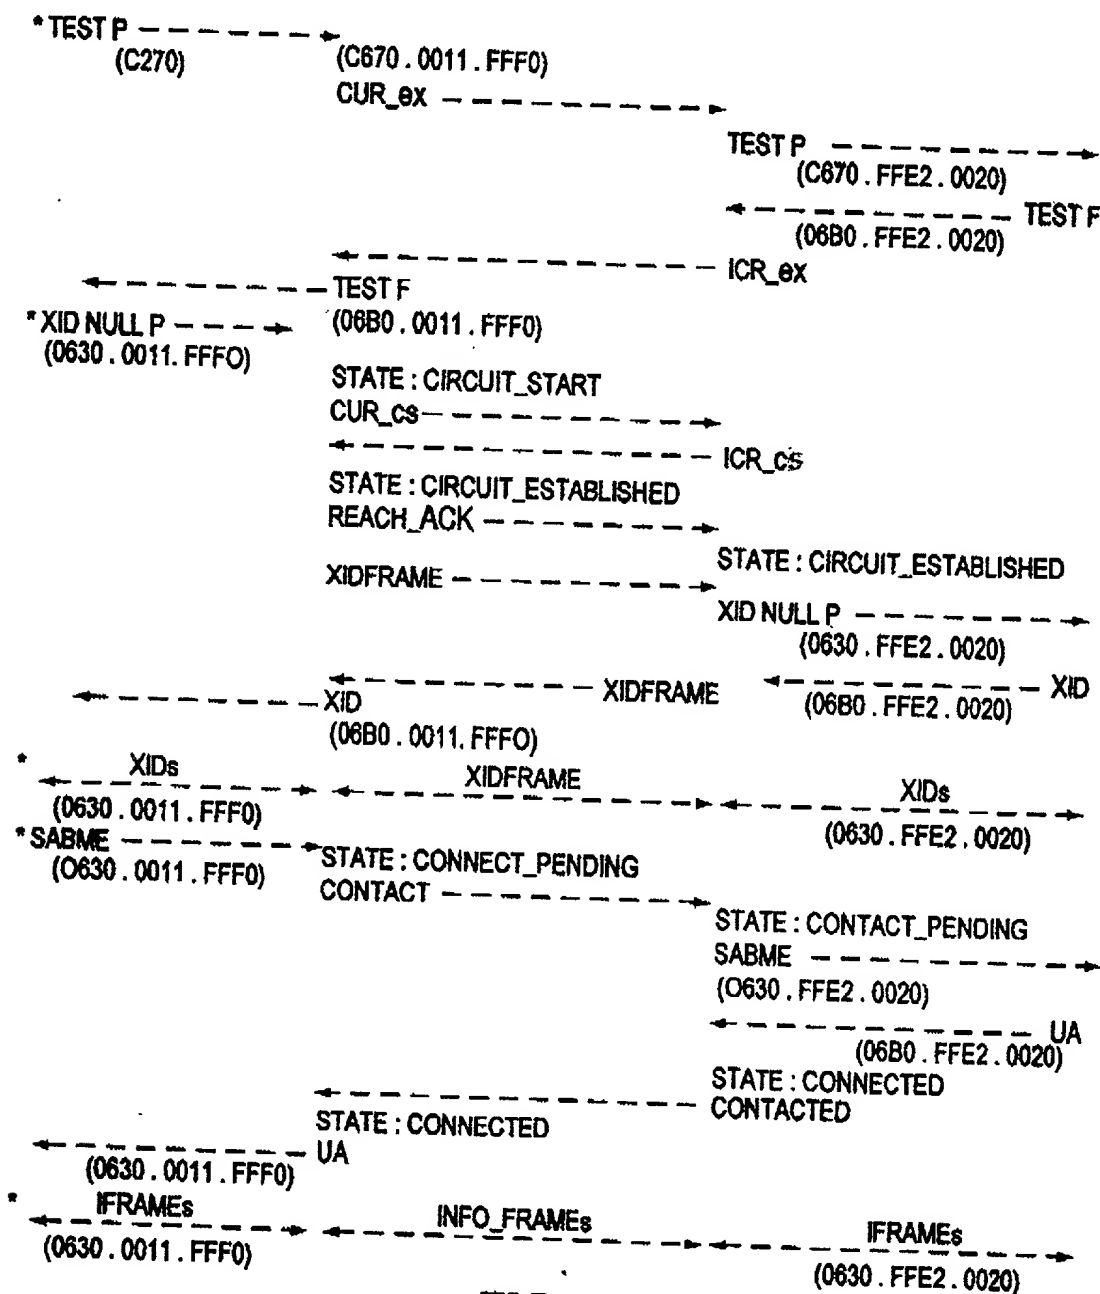 * TEST P
(C270)
(C670 . 0011 . FFF0)
CUR_ex
TEST P
(C670 . FFE2 . 0020)
TEST F
(06B0 . FFE2 . 0020)
ICR_ex
TEST F
(06B0 . 0011 . FFF0)
* XID NULL P
(0630 . 0011 . FFFO)
STATE : CIRCUIT_START
CUR_cs
ICR_cs
STATE : CIRCUIT_ESTABLISHED
REACH_ACK
STATE : CIRCUIT_ESTABLISHED
XIDFRAME
XID NULL P
(0630 . FFE2 . 0020)
XIDFRAME
XID
(06B0 . FFE2 . 0020)
XID
(06B0 . 0011 . FFFO)
* XIDs XIDFRAME XIDs
(0630 . 0011 . FFF0)
(0630 . FFE2 . 0020)
* SABME
(O630 . 0011 . FFF0)
STATE : CONNECT_PENDING
CONTACT
STATE : CONTACT_PENDING
SABME
(O630 . FFE2 . 0020)
UA
(06B0 . FFE2 . 0020)
STATE : CONNECTED
CONTACTED
STATE : CONNECTED
UA
(0630 . 0011 . FFF0)
* IFRAMEs INFO_FRAMEs IFRAMEs
(0630 . 0011 . FFF0)
(0630 . FFE2 . 0020)